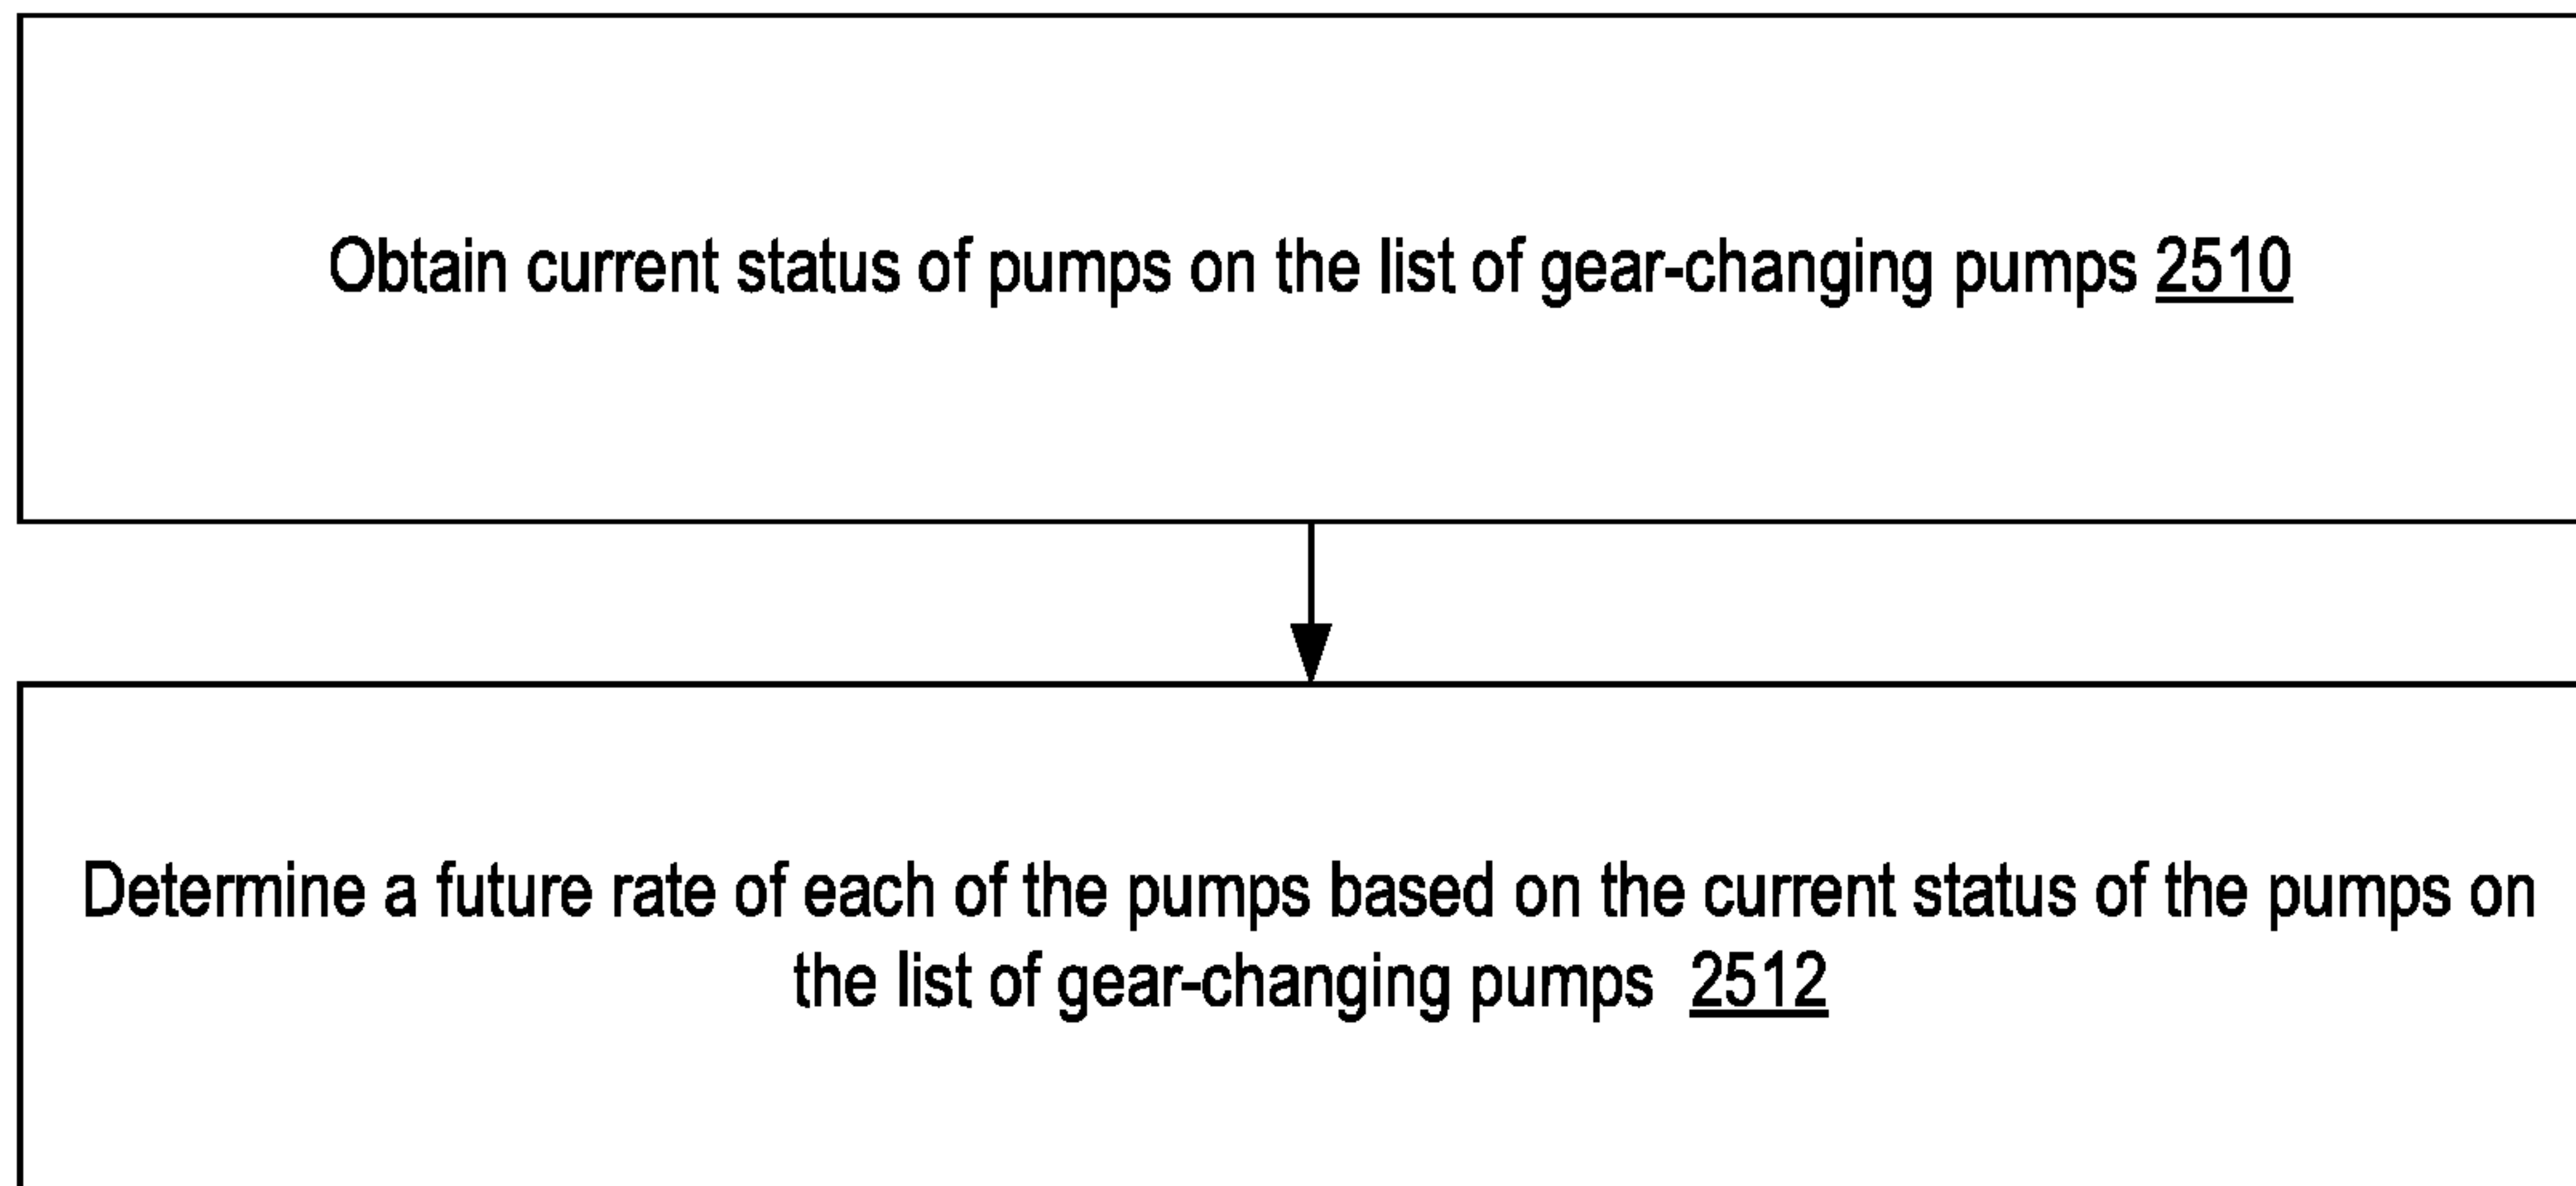 Obtain current status of pumps on the list of gear-changing pumps 2510
Determine a future rate of each of the pumps based on the current status of the pumps on
the list of gear-changing pumps 2512